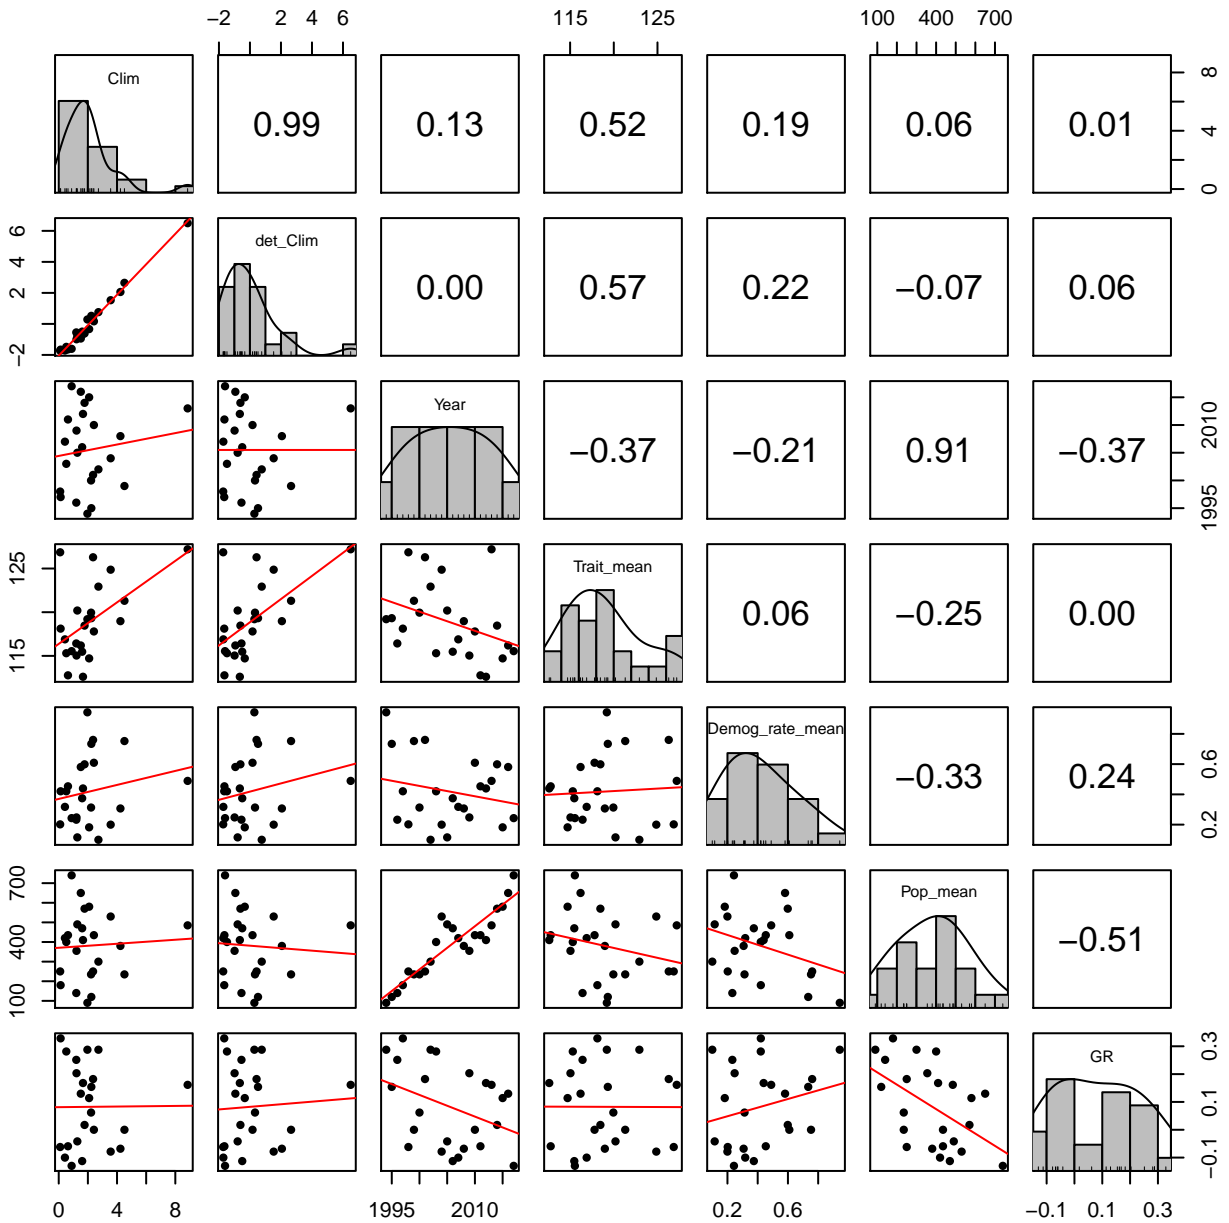 −2 2 4 6 115 125 100 400 700
Clim 0.99 0.13 0.52 0.19 0.06 0.01 0 4 8
−2 2 4 6 det_Clim 0.00 0.57 0.22 −0.07 0.06
Year −0.37 −0.21 0.91 −0.37 1995 2010
115 125 Trait_mean 0.06 −0.25 0.00
Demog_rate_mean −0.33 0.24 0.2 0.6
100 400 700 Pop_mean −0.51
GR −0.1 0.1 0.3
0 4 8 1995 2010 0.2 0.6 −0.1 0.1 0.3